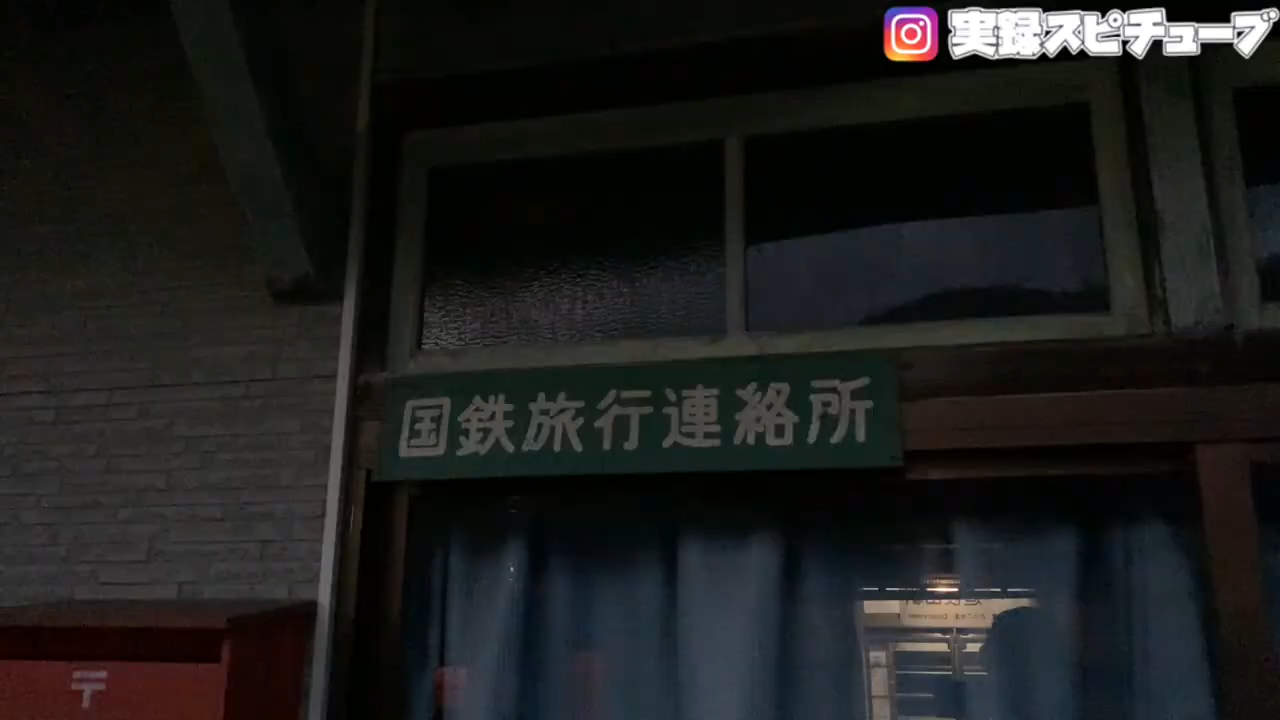 実録スピチューブ
国鉄旅行連絡所
〒